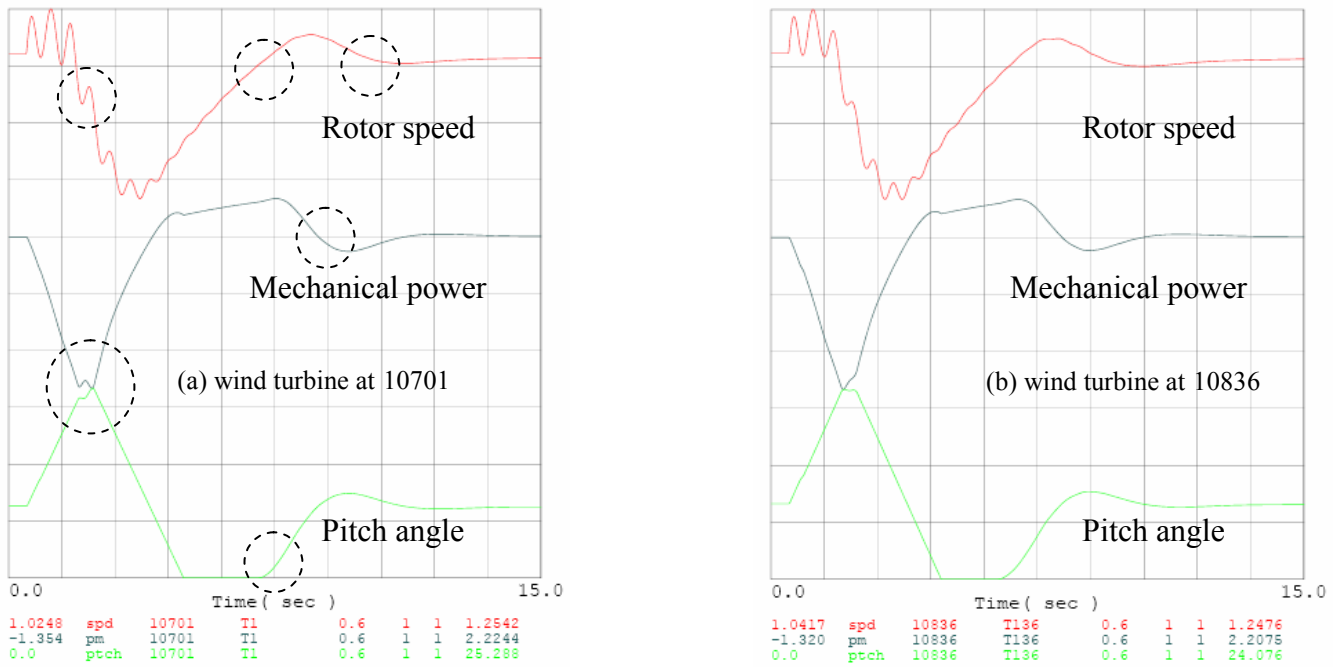 Rotor speed
Mechanical power
(a) wind turbine at 10701
Pitch angle
0.0 15.0
Time( sec )
1.0248 spd 10701 T1 0.6 1 1 1.2542
-1.354 pm 10701 T1 0.6 1 1 2.2244
0.0 ptch 10701 T1 0.6 1 1 25.288
Rotor speed
Mechanical power
(b) wind turbine at 10836
Pitch angle
0.0 15.0
Time( sec )
1.0417 spd 10836 T136 0.6 1 1 1.2476
-1.320 pm 10836 T136 0.6 1 1 2.2075
0.0 ptch 10836 T136 0.6 1 1 24.076